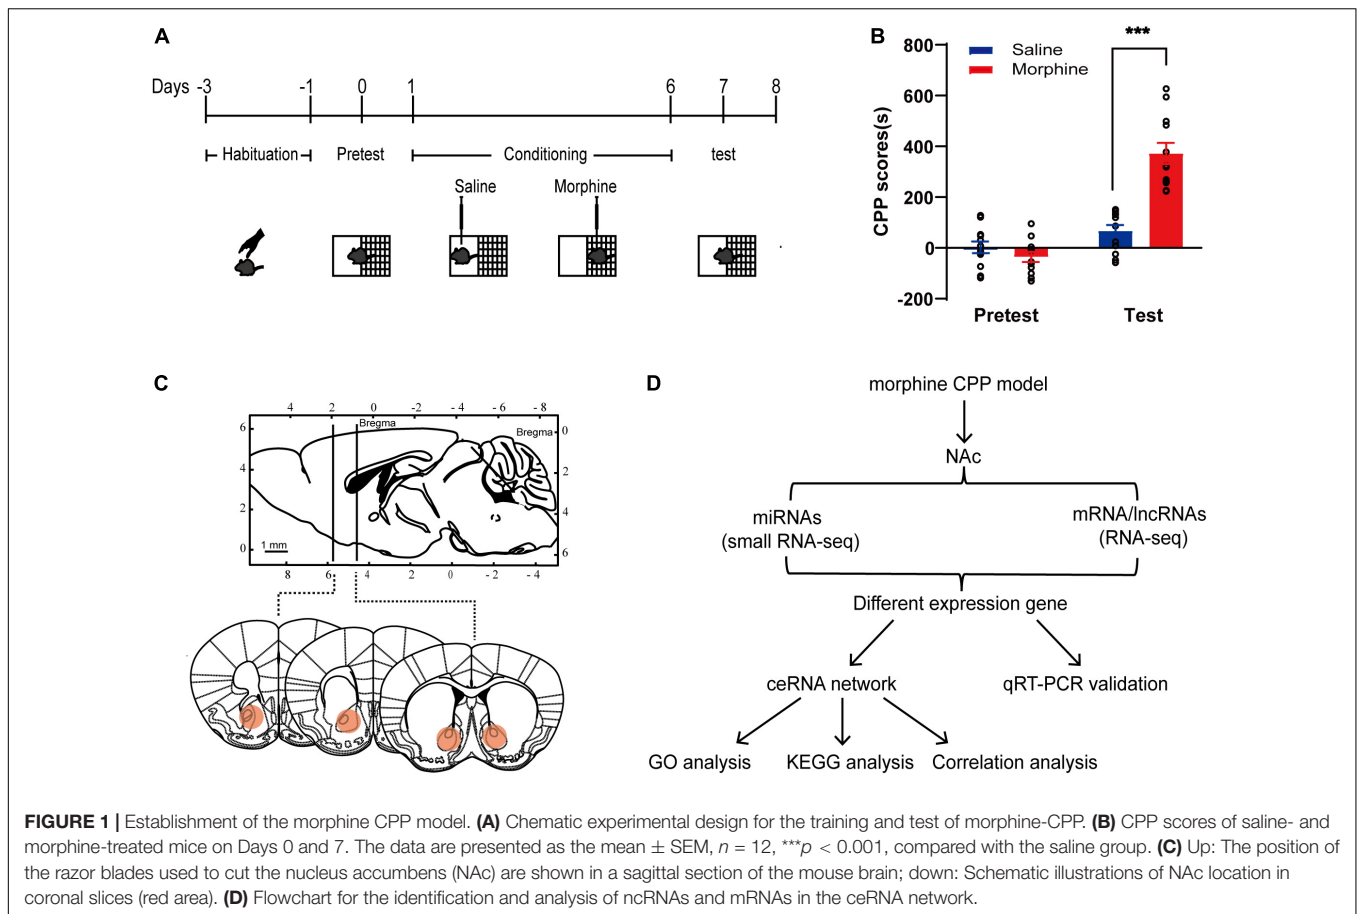 A
Days -3 -1 0 1 6 7 8
Habituation Pretest Conditioning test
Saline Morphine
B
***
Saline
Morphine
CPP scores(s)
800
600
400
200
0
-200
Pretest Test
C
4 2 0 -2 - 4 - 6 - 8
Bregma
Bregma
6
4
2
0
0
2
4
6
1 mm
8 6 4 2 0 - 2 - 4
D
morphine CPP model
NAc
miRNAs
(small RNA-seq)
mRNA/lncRNAs
(RNA-seq)
Different expression gene
ceRNA network qRT-PCR validation
GO analysis KEGG analysis Correlation analysis
FIGURE 1 | Establishment of the morphine CPP model. (A) Chematic experimental design for the training and test of morphine-CPP. (B) CPP scores of saline- and
morphine-treated mice on Days 0 and 7. The data are presented as the mean ± SEM, n = 12, ***p < 0.001, compared with the saline group. (C) Up: The position of
the razor blades used to cut the nucleus accumbens (NAc) are shown in a sagittal section of the mouse brain; down: Schematic illustrations of NAc location in
coronal slices (red area). (D) Flowchart for the identification and analysis of ncRNAs and mRNAs in the ceRNA network.